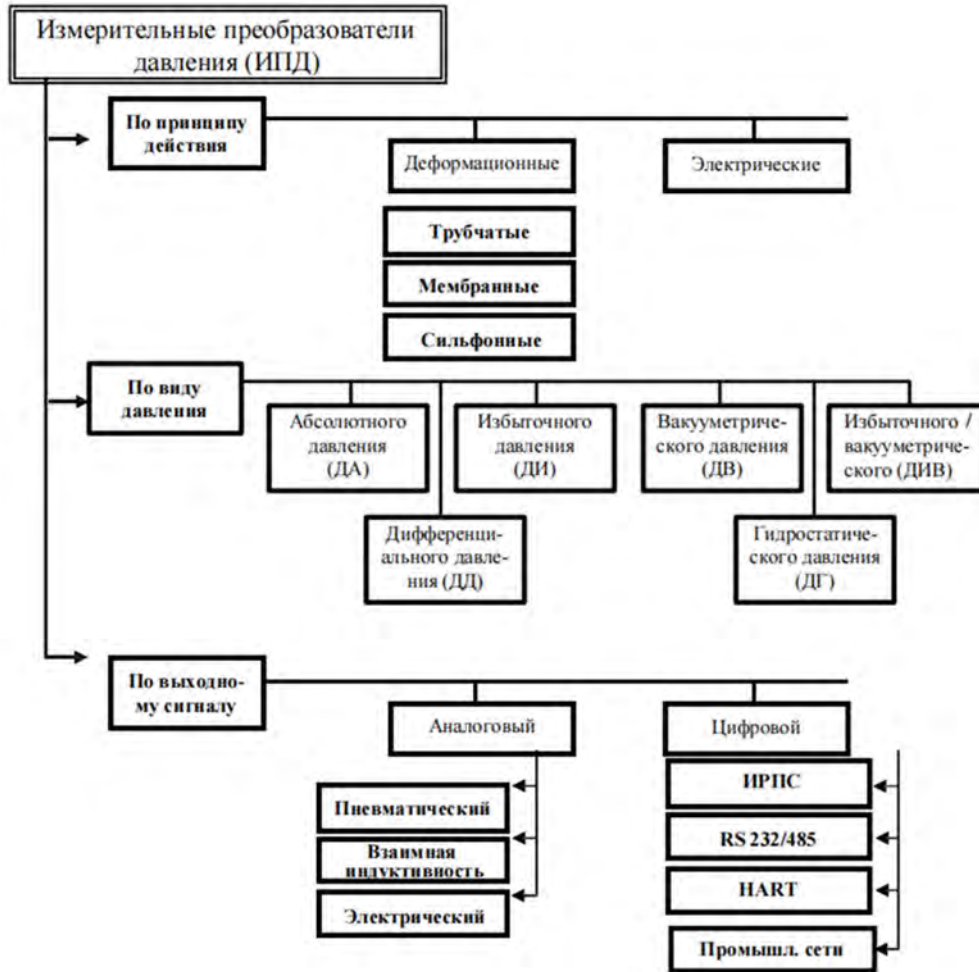 Измерительные преобразователи
давления (ИПД)
По принципу
действия
Деформационные
Электрические
Трубчатые
Мембранные
Сильфонные
По виду
давления
Абсолютного
давления
(ДА)
Избыточного
давления
(ДИ)
Вакууметриче-
ского давления
(ДВ)
Избыточного /
вакууметриче-
ского (ДИВ)
Дифференци-
ального давле-
ния (ДД)
Гидростатиче-
ского давления
(ДГ)
По выходно-
му сигналу
Аналоговый
Цифровой
Пневматический
Взаимная
индуктивность
Электрический
ИРПС
RS 232/485
HART
Промышл. сети